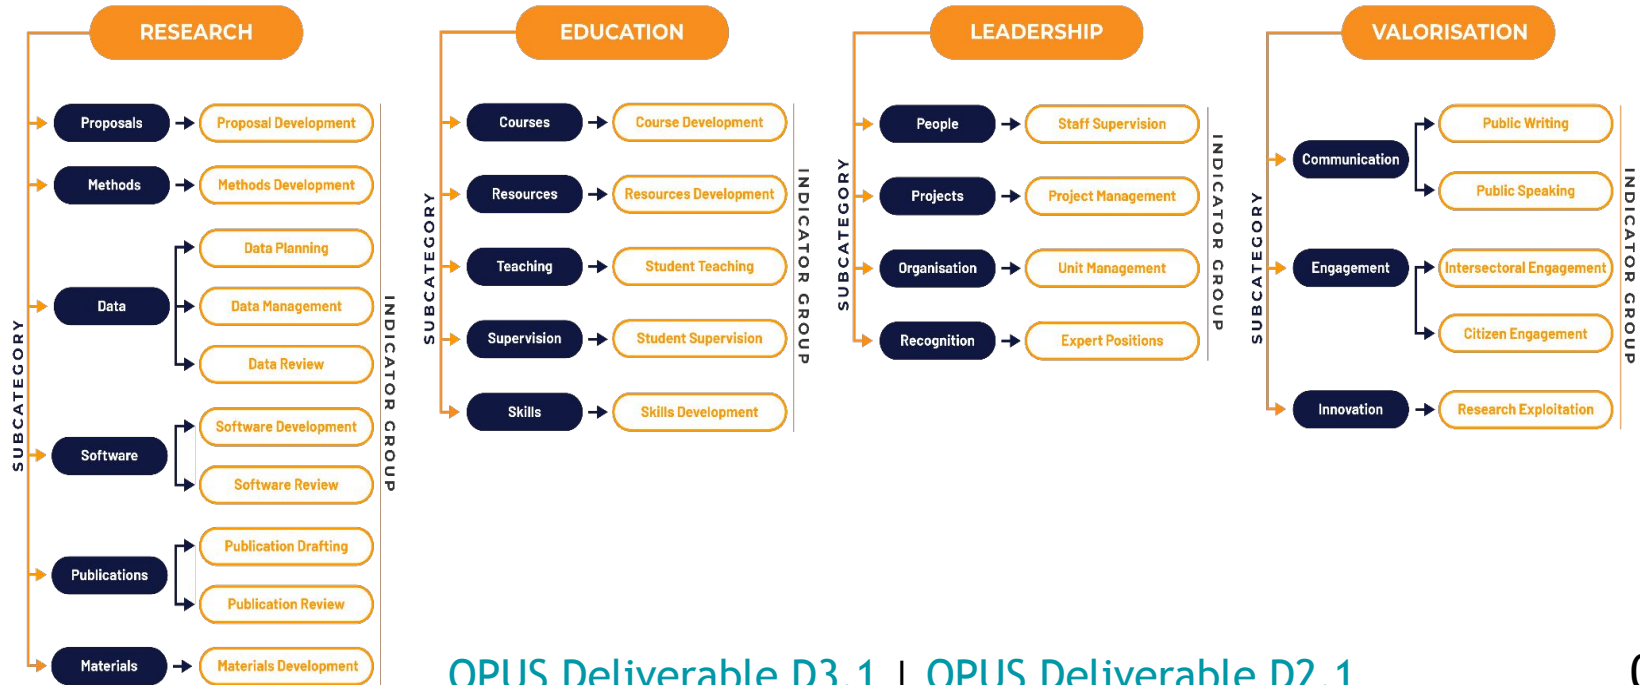 RESEARCH
SUBCATEGORY
Proposals
Proposal Development
Methods
Methods Development
Data
Data Planning
Data Management
Data Review
Software
Software Development
Software Review
Publications
Publication Drafting
Publication Review
Materials
Materials Development
INDICATOR GROUP
EDUCATION
SUBCATEGORY
Courses
Course Development
Resources
Resources Development
Teaching
Student Teaching
Supervision
Student Supervision
Skills
Skills Development
INDICATOR GROUP
LEADERSHIP
SUBCATEGORY
People
Staff Supervision
Projects
Project Management
Organisation
Unit Management
Recognition
Expert Positions
INDICATOR GROUP
VALORISATION
SUBCATEGORY
Communication
Public Writing
Public Speaking
Engagement
Intersectoral Engagement
Citizen Engagement
Innovation
Research Exploitation
INDICATOR GROUP
OPUS Deliverable D3.1 | OPUS Deliverable D2.1